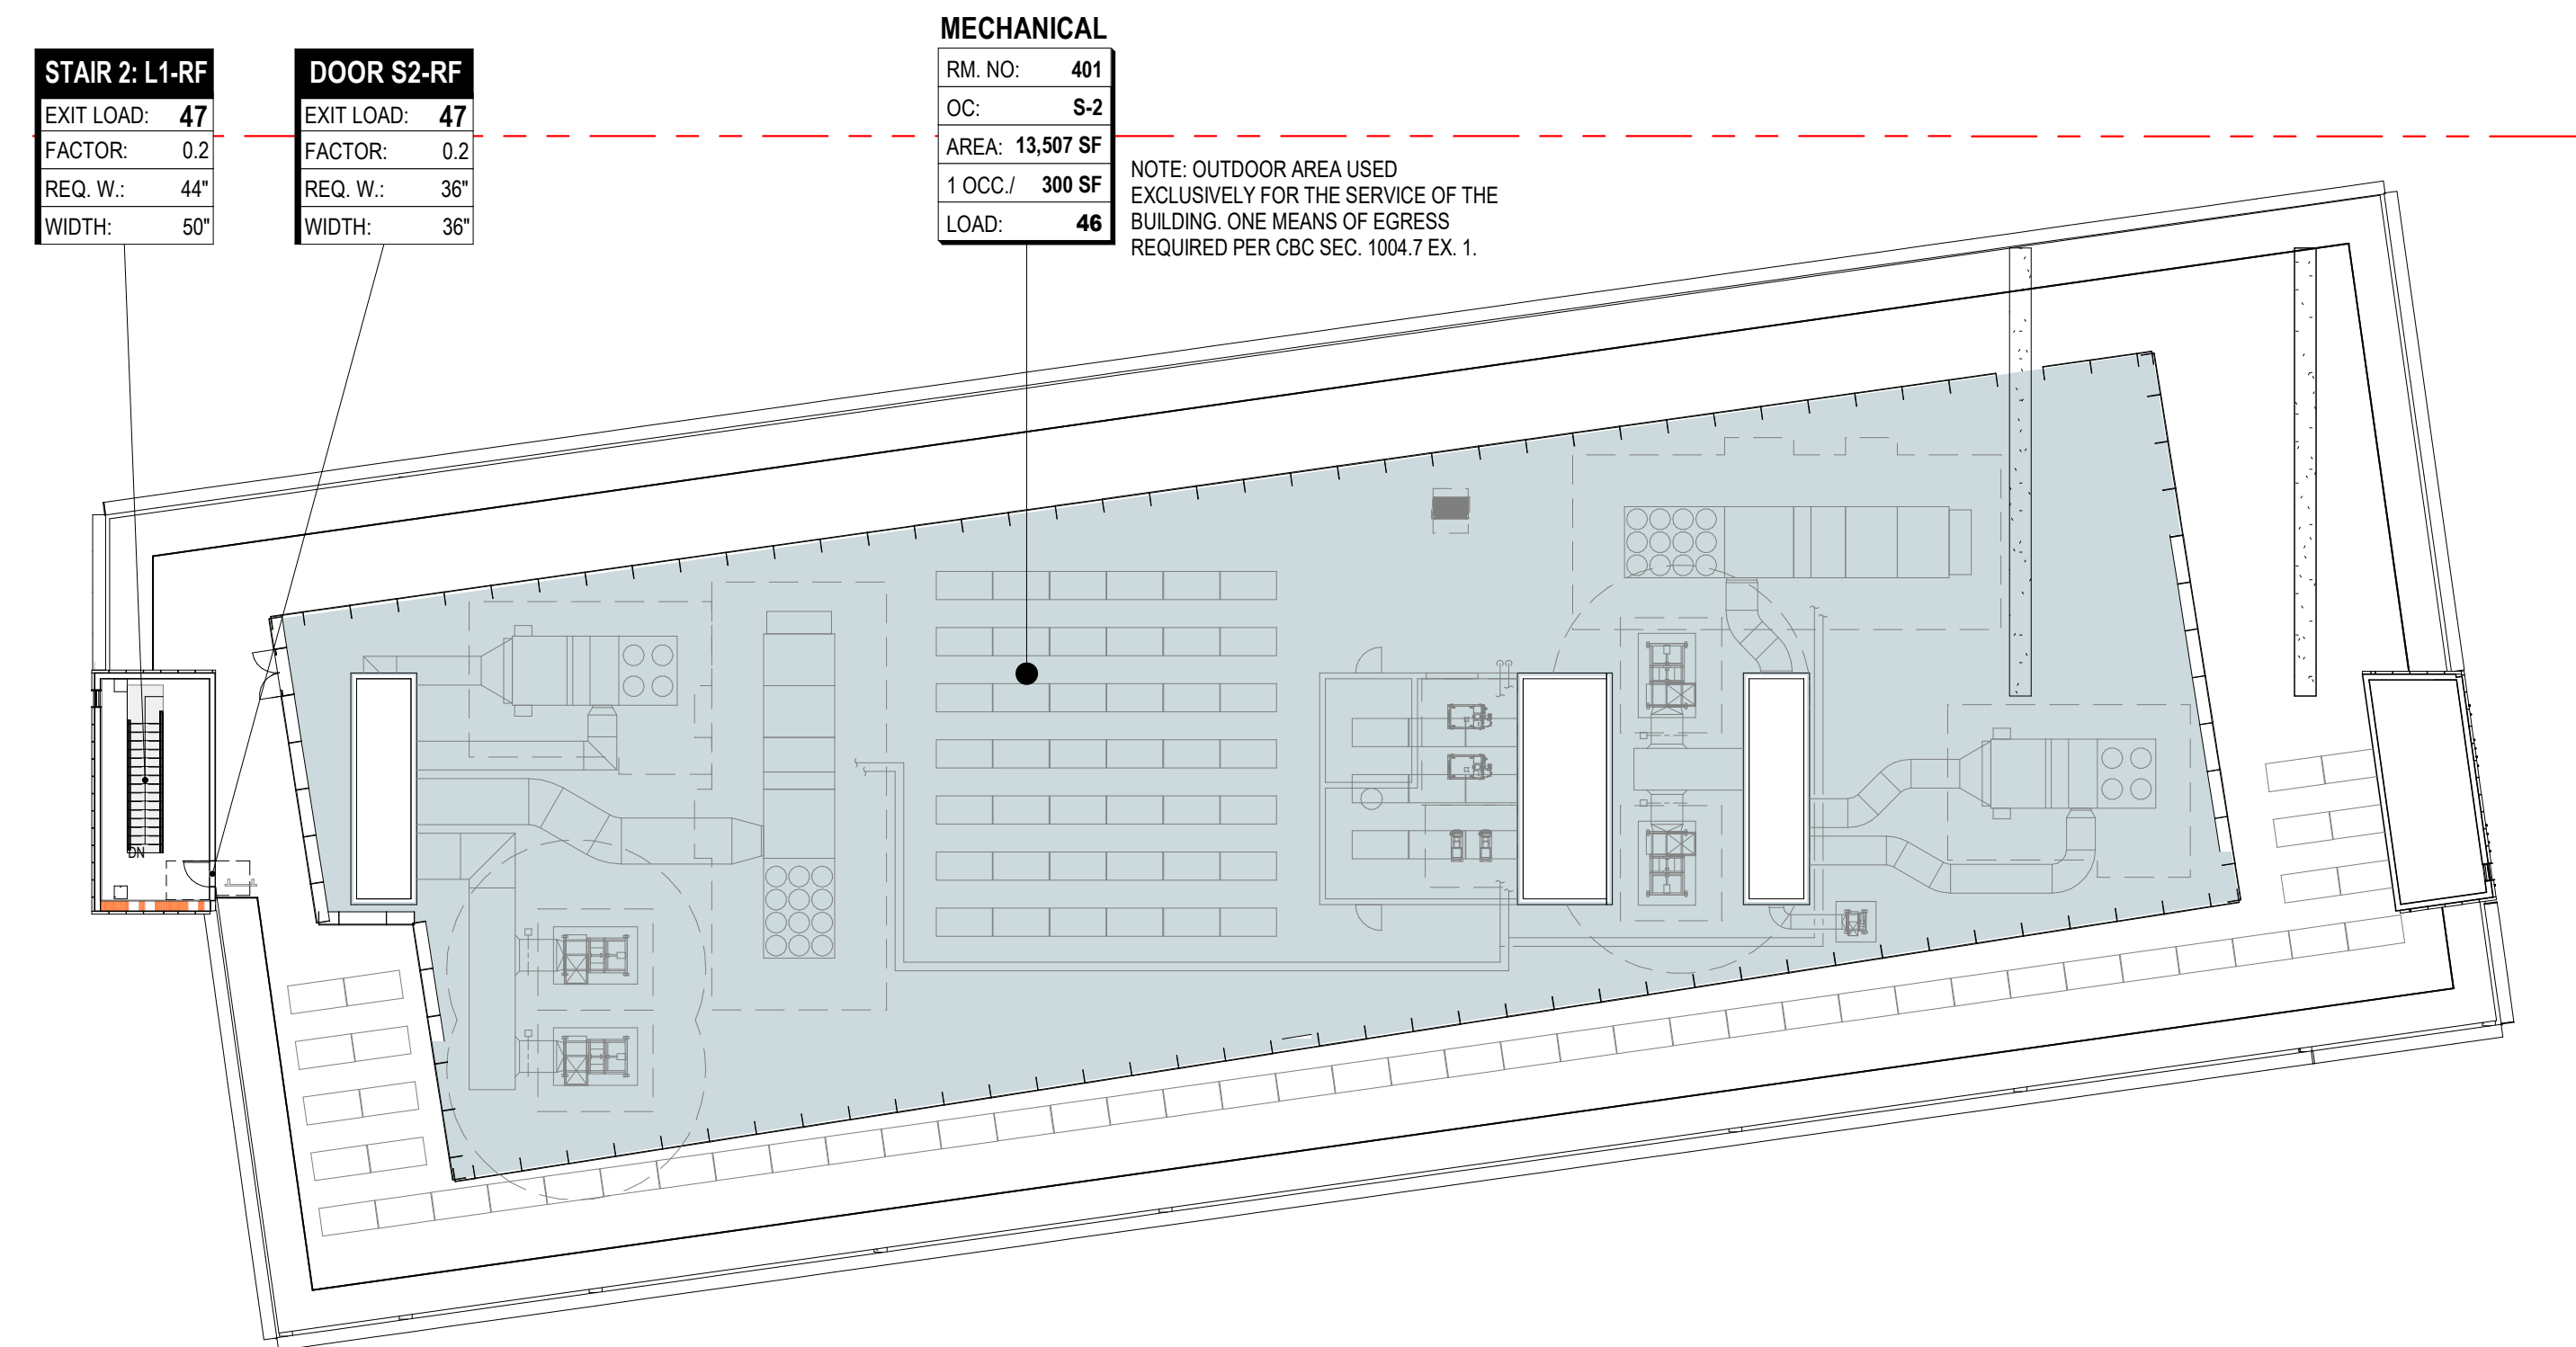 MECHANICAL
RM. NO: 401
OC: S-2
AREA: 13,507 SF
1 OCC./ 300 SF
LOAD: 46
STAIR 2: L1-RF
EXIT LOAD: 47
FACTOR: 0.2
REQ. W.: 44"
WIDTH: 50"
DOOR S2-RF
EXIT LOAD: 47
FACTOR: 0.2
REQ. W.: 36"
WIDTH: 36"
NOTE: OUTDOOR AREA USED
EXCLUSIVELY FOR THE SERVICE OF THE
BUILDING. ONE MEANS OF EGRESS
REQUIRED PER CBC SEC. 1004.7 EX. 1.
DN